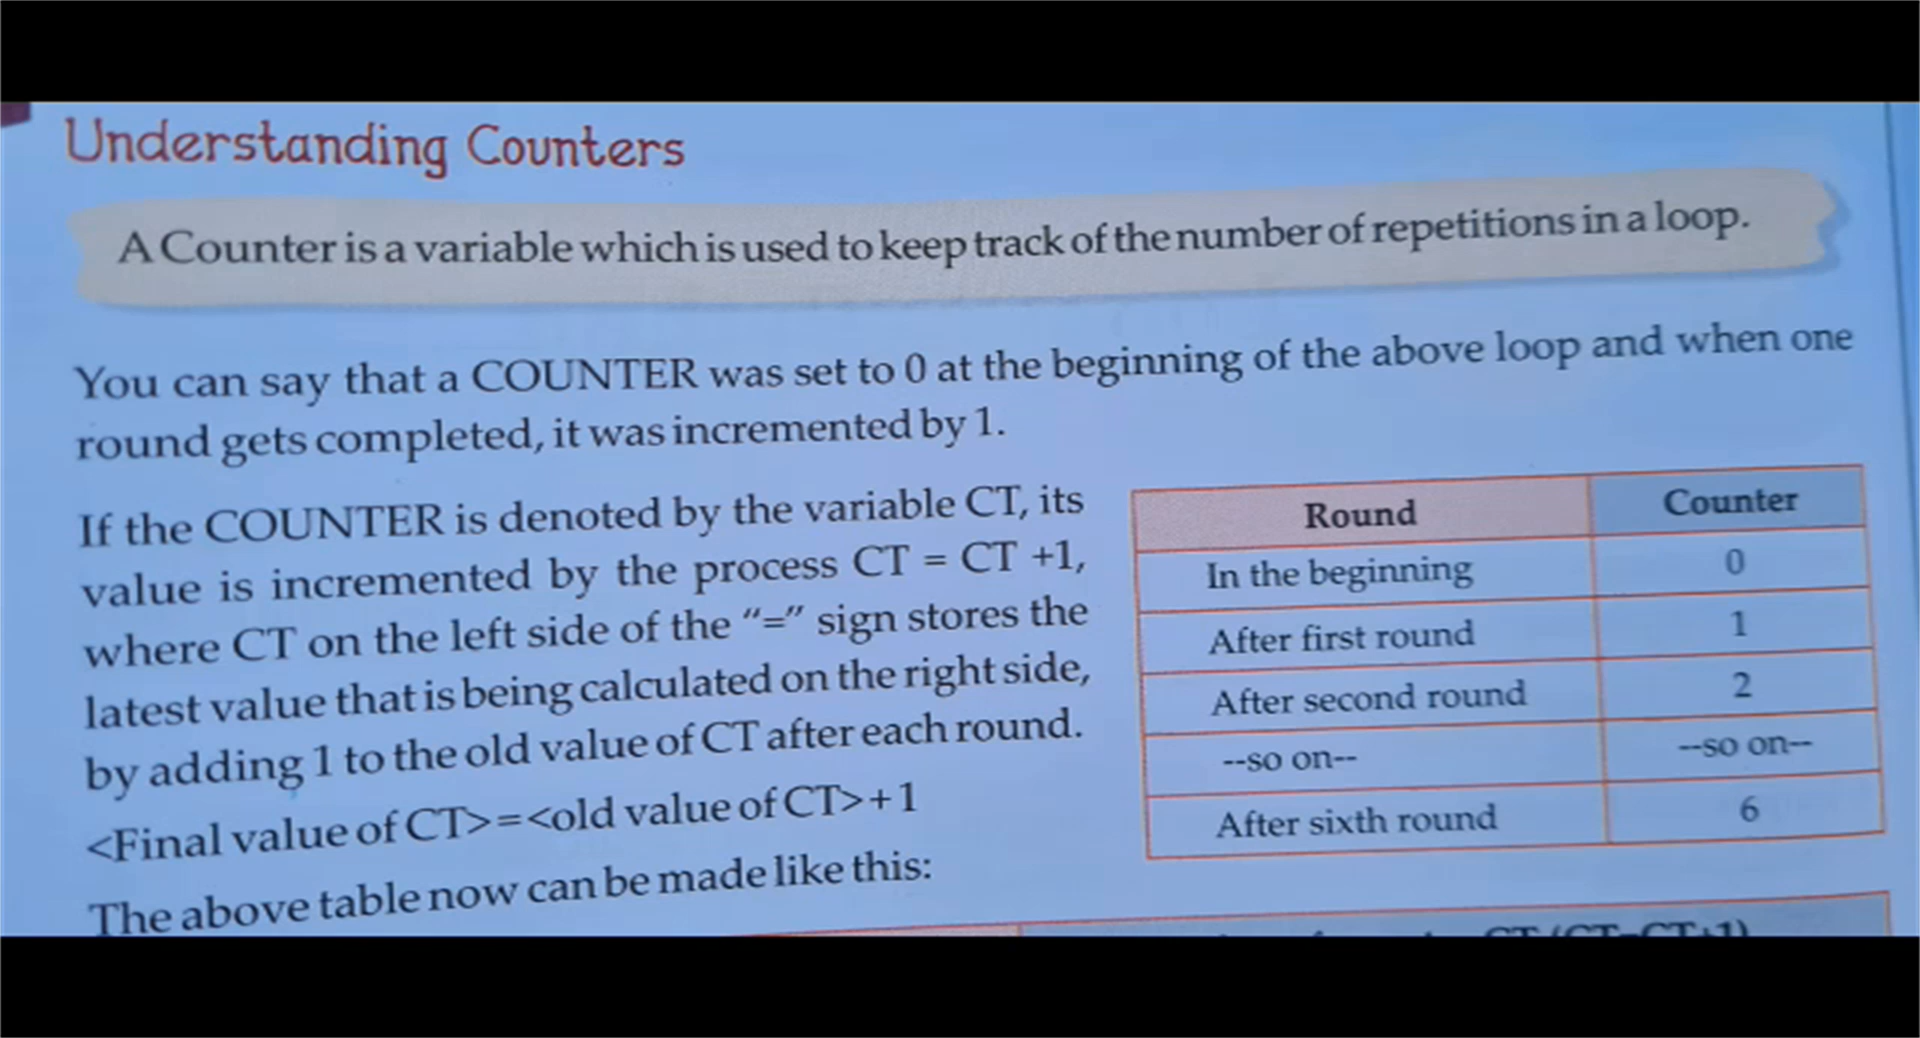 Understanding Counters
A Counter is a variable which is used to keep track of the number of repetitions in a loop.
You can say that a COUNTER was set to 0 at the beginning of the above loop and when one
round gets completed, it was incremented by 1.
If the COUNTER is denoted by the variable CT, its
value is incremented by the process CT = CT +1,
where CT on the left side of the "=" sign stores the
latest value that is being calculated on the right side,
by adding 1 to the old value of CT after each round.
<Final value of CT>=<old value of CT>+1
The above table now can be made like this:
Round Counter
In the beginning 0
After first round 1
After second round 2
--so on-- --so on--
After sixth round 6
CT (CT=CT+1)